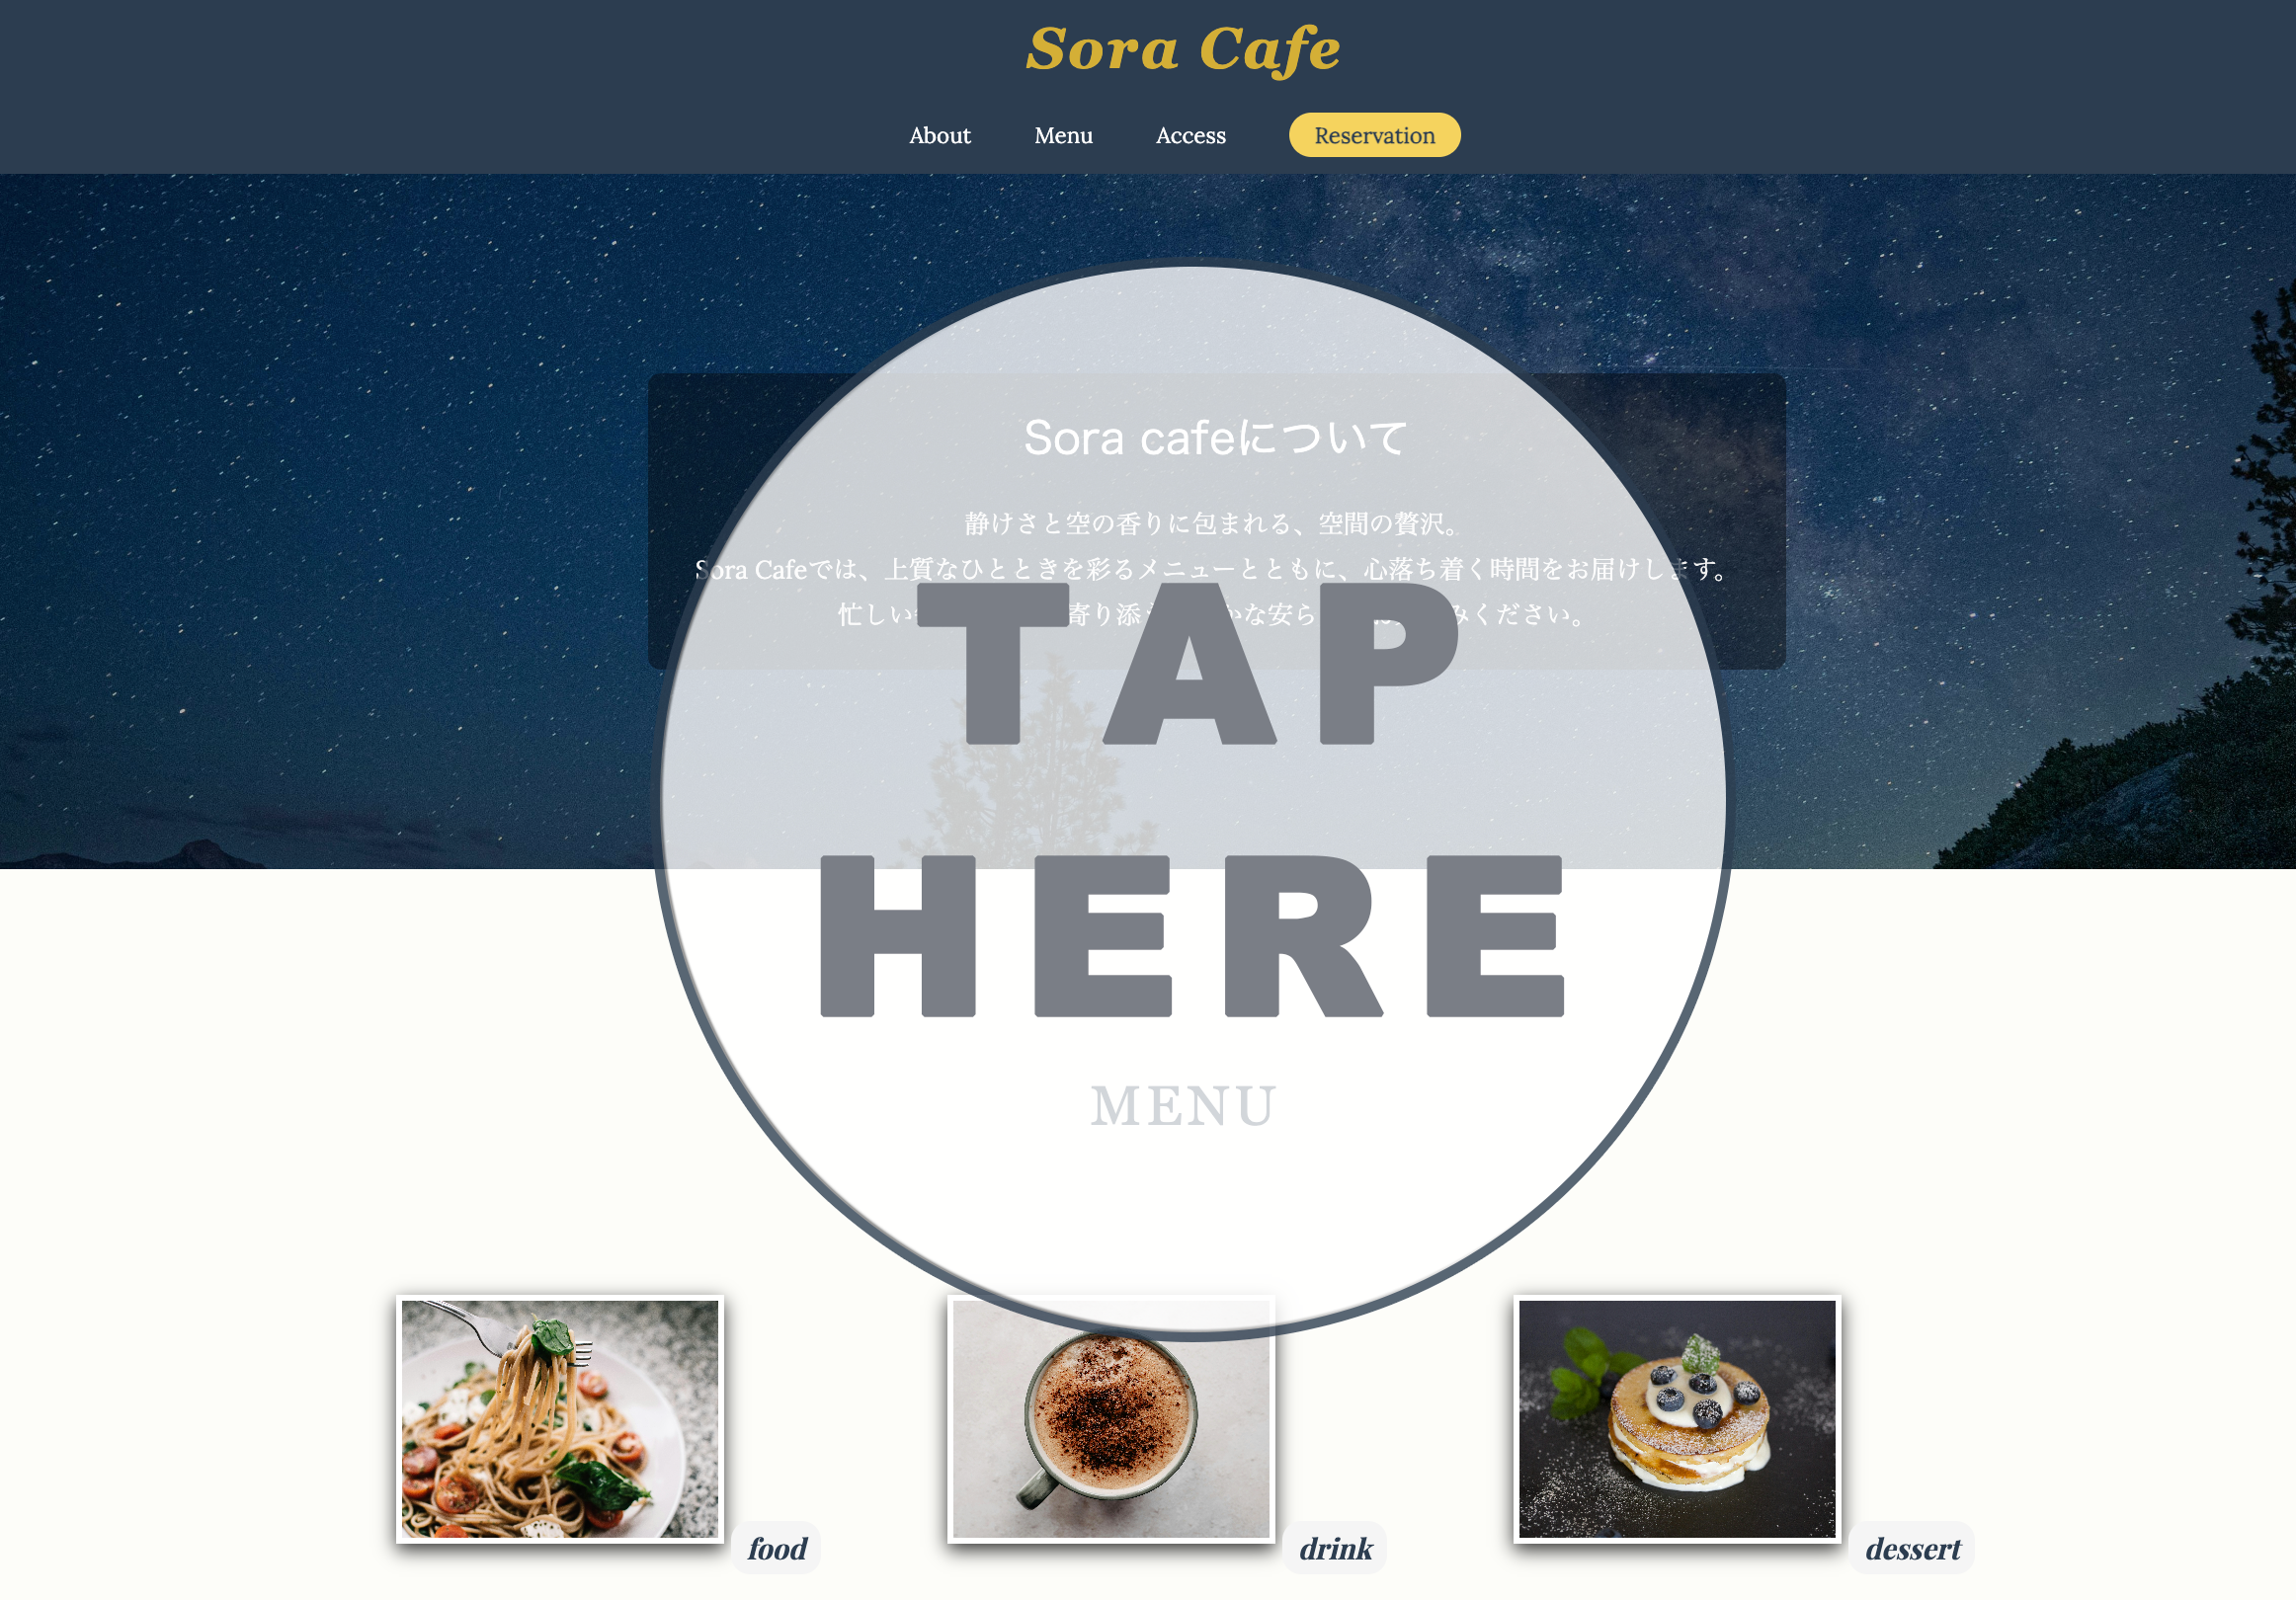 Sora Cafe
About Menu Access Reservation
Sora cafeについて
静けさと空の香りに包まれる、空間の贅沢。
Sora Cafeでは、上質なひとときを彩るメニューとともに、心落ち着く時間をお届けします。
忙しい 寄り添 かな安ら みください。
TAP
HERE
MENU
food drink dessert